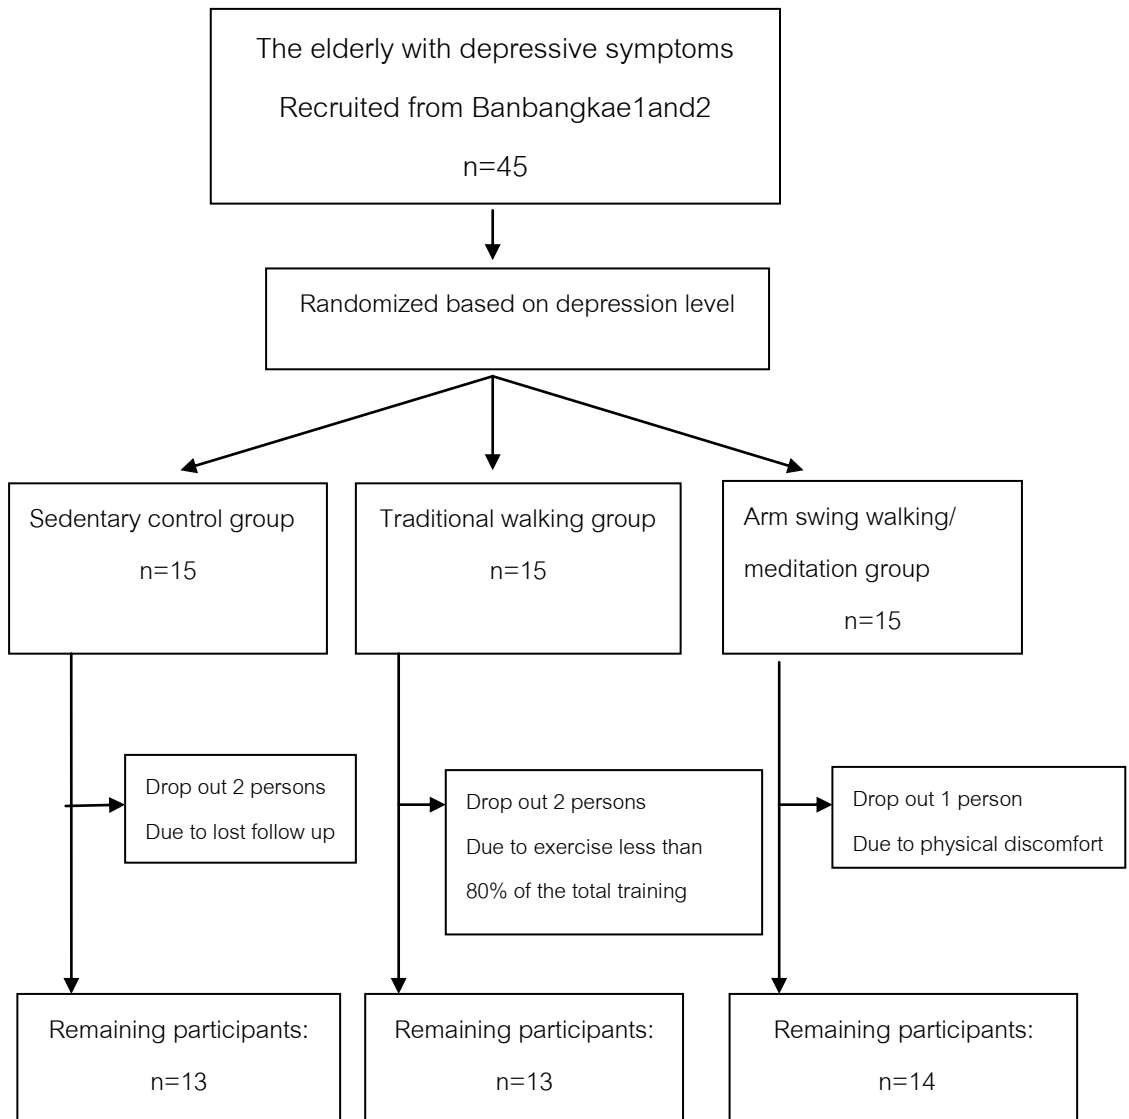 The elderly with depressive symptoms
Recruited from Banbangkae1and2
n=45
Randomized based on depression level
Sedentary control group
n=15
Traditional walking group
n=15
Arm swing walking/
meditation group
n=15
Drop out 2 persons
Due to lost follow up
Drop out 2 persons
Due to exercise less than
80% of the total training
Drop out 1 person
Due to physical discomfort
Remaining participants:
n=13
Remaining participants:
n=13
Remaining participants:
n=14